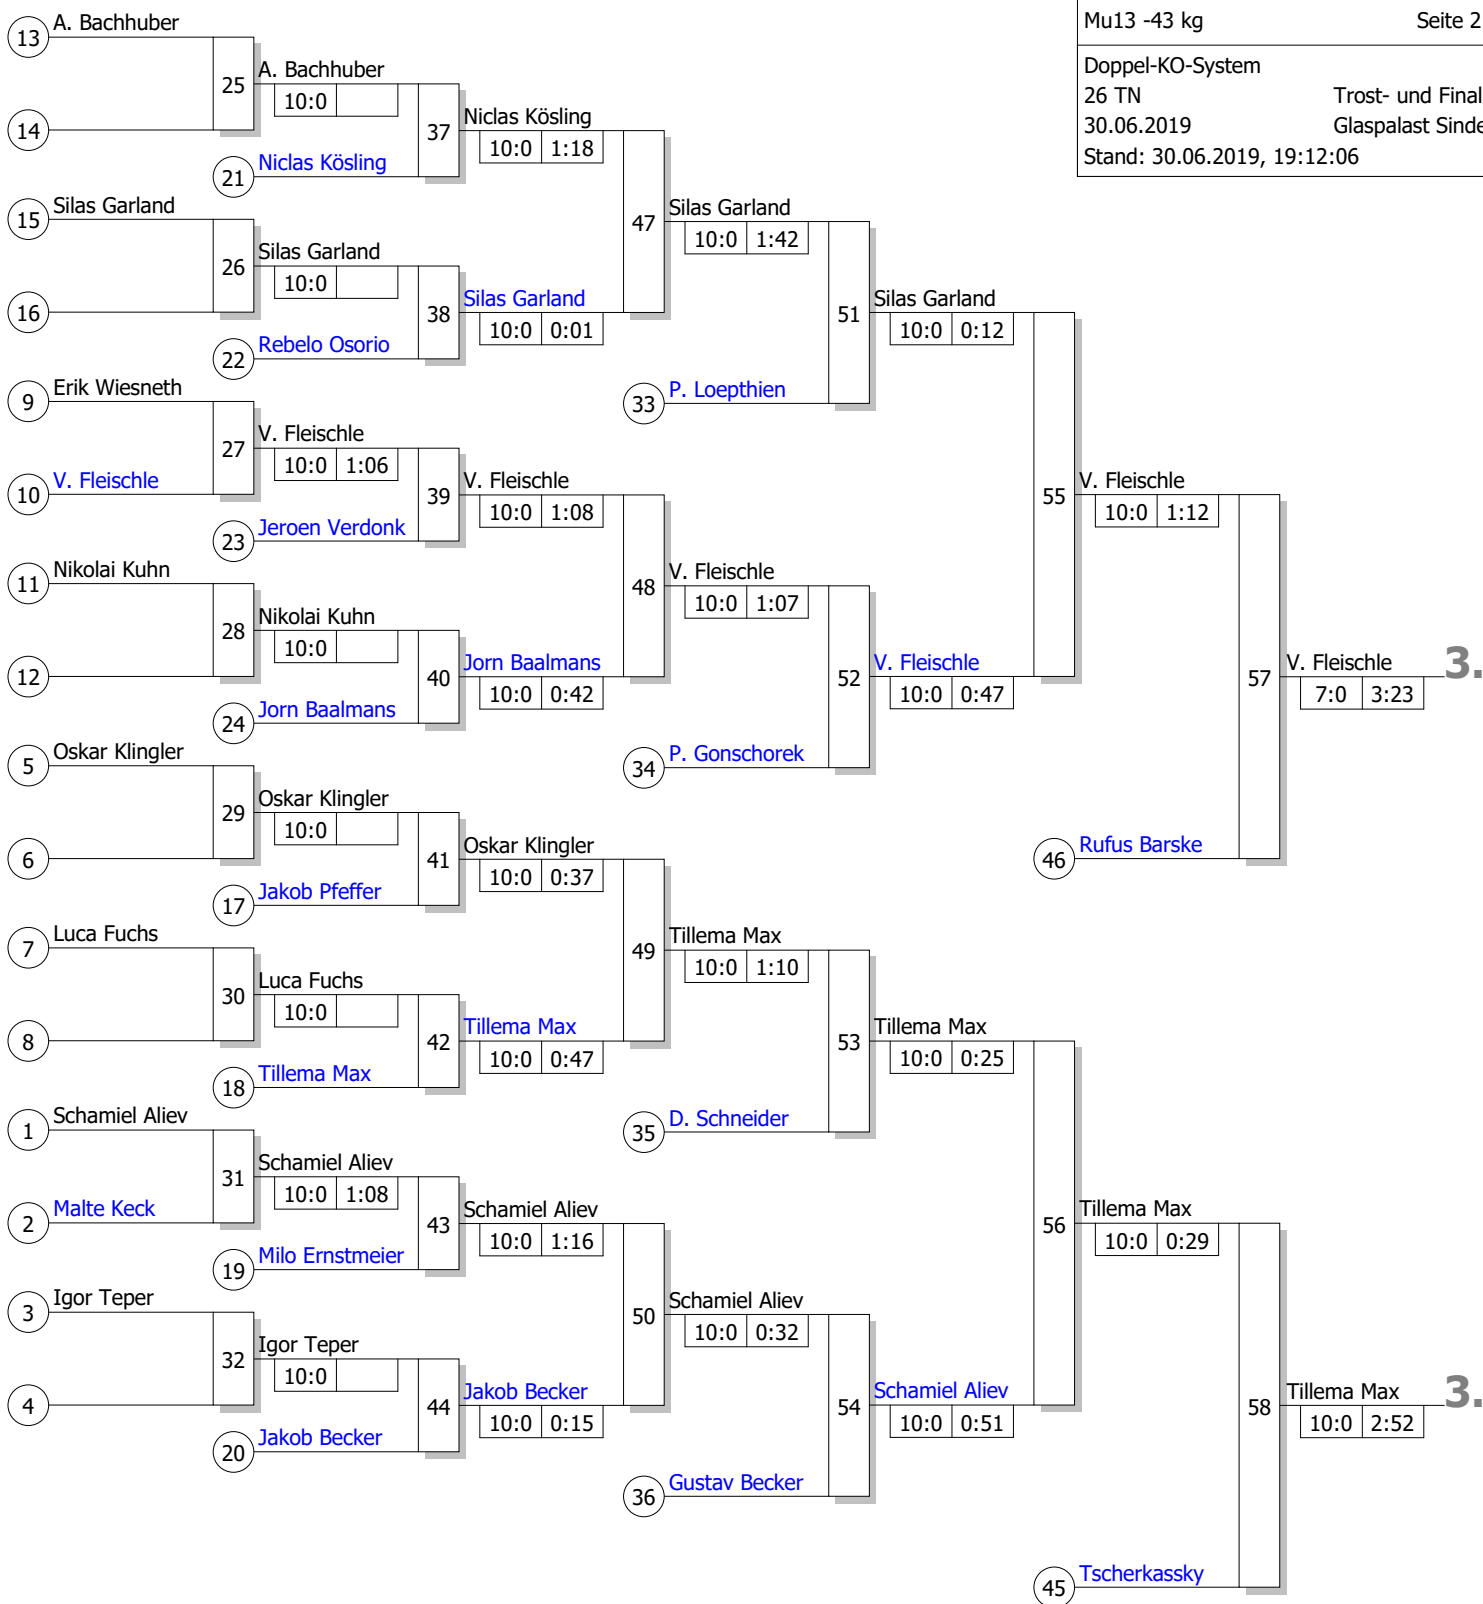 Mu13 -43 kg Seite 2
Doppel-KO-System
26 TN Trost- und Final
30.06.2019 Glaspalast Sinde
Stand: 30.06.2019, 19:12:06
13 A. Bachhuber
25 A. Bachhuber
10:0
14
37 Niclas Kösling
10:0 1:18
21 Niclas Kösling
15 Silas Garland
47 Silas Garland
10:0 1:42
26 Silas Garland
10:0
16
38 Silas Garland
10:0 0:01
22 Rebelo Osorio
51 Silas Garland
10:0 0:12
33 P. Loepthien
9 Erik Wiesneth
27 V. Fleischle
10:0 1:06
10 V. Fleischle
39 V. Fleischle
10:0 1:08
23 Jeroen Verdonk
55 V. Fleischle
10:0 1:12
11 Nikolai Kuhn
48 V. Fleischle
10:0 1:07
28 Nikolai Kuhn
10:0
12
40 Jorn Baalmans
10:0 0:42
24 Jorn Baalmans
52 V. Fleischle
10:0 0:47
34 P. Gonschorek
57 V. Fleischle 3.
7:0 3:23
5 Oskar Klingler
29 Oskar Klingler
10:0
6
41 Oskar Klingler
10:0 0:37
17 Jakob Pfeffer
46 Rufus Barske
7 Luca Fuchs
49 Tillema Max
10:0 1:10
30 Luca Fuchs
10:0
8
42 Tillema Max
10:0 0:47
18 Tillema Max
53 Tillema Max
10:0 0:25
35 D. Schneider
1 Schamiel Aliev
31 Schamiel Aliev
10:0 1:08
2 Malte Keck
43 Schamiel Aliev
10:0 1:16
19 Milo Ernstmeier
56 Tillema Max
10:0 0:29
3 Igor Teper
50 Schamiel Aliev
10:0 0:32
32 Igor Teper
10:0
4
44 Jakob Becker
10:0 0:15
20 Jakob Becker
54 Schamiel Aliev
10:0 0:51
36 Gustav Becker
58 Tillema Max 3.
10:0 2:52
45 Tscherkassky